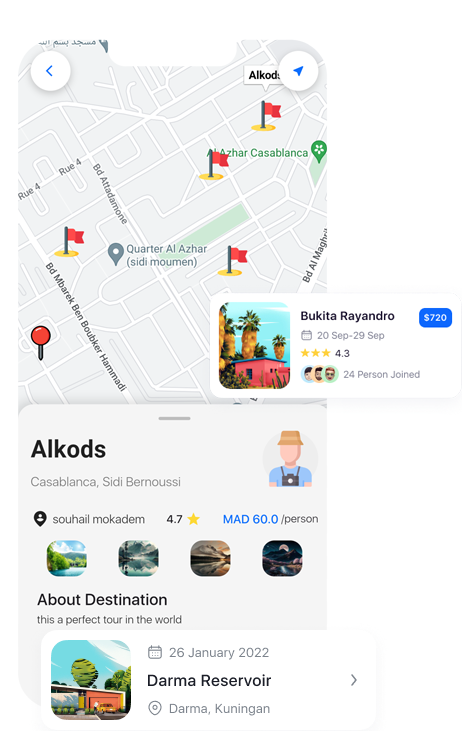 مسجد بسم الله
Alkods
Al Azhar Casablanca
Rue 4
Rue 4
Bd Attadamone
Quarter Al Azhar
(sidi moumen)
Bd Mbarek Ben Boubker Hammadi
Bd Al Maghrib
Bukita Rayandro
$720
20 Sep-29 Sep
4.3
24 Person Joined
Alkods
Casablanca, Sidi Bernoussi
souhail mokadem
4.7
MAD 60.0 /person
About Destination
this a perfect tour in the world
26 January 2022
Darma Reservoir
Darma, Kuningan